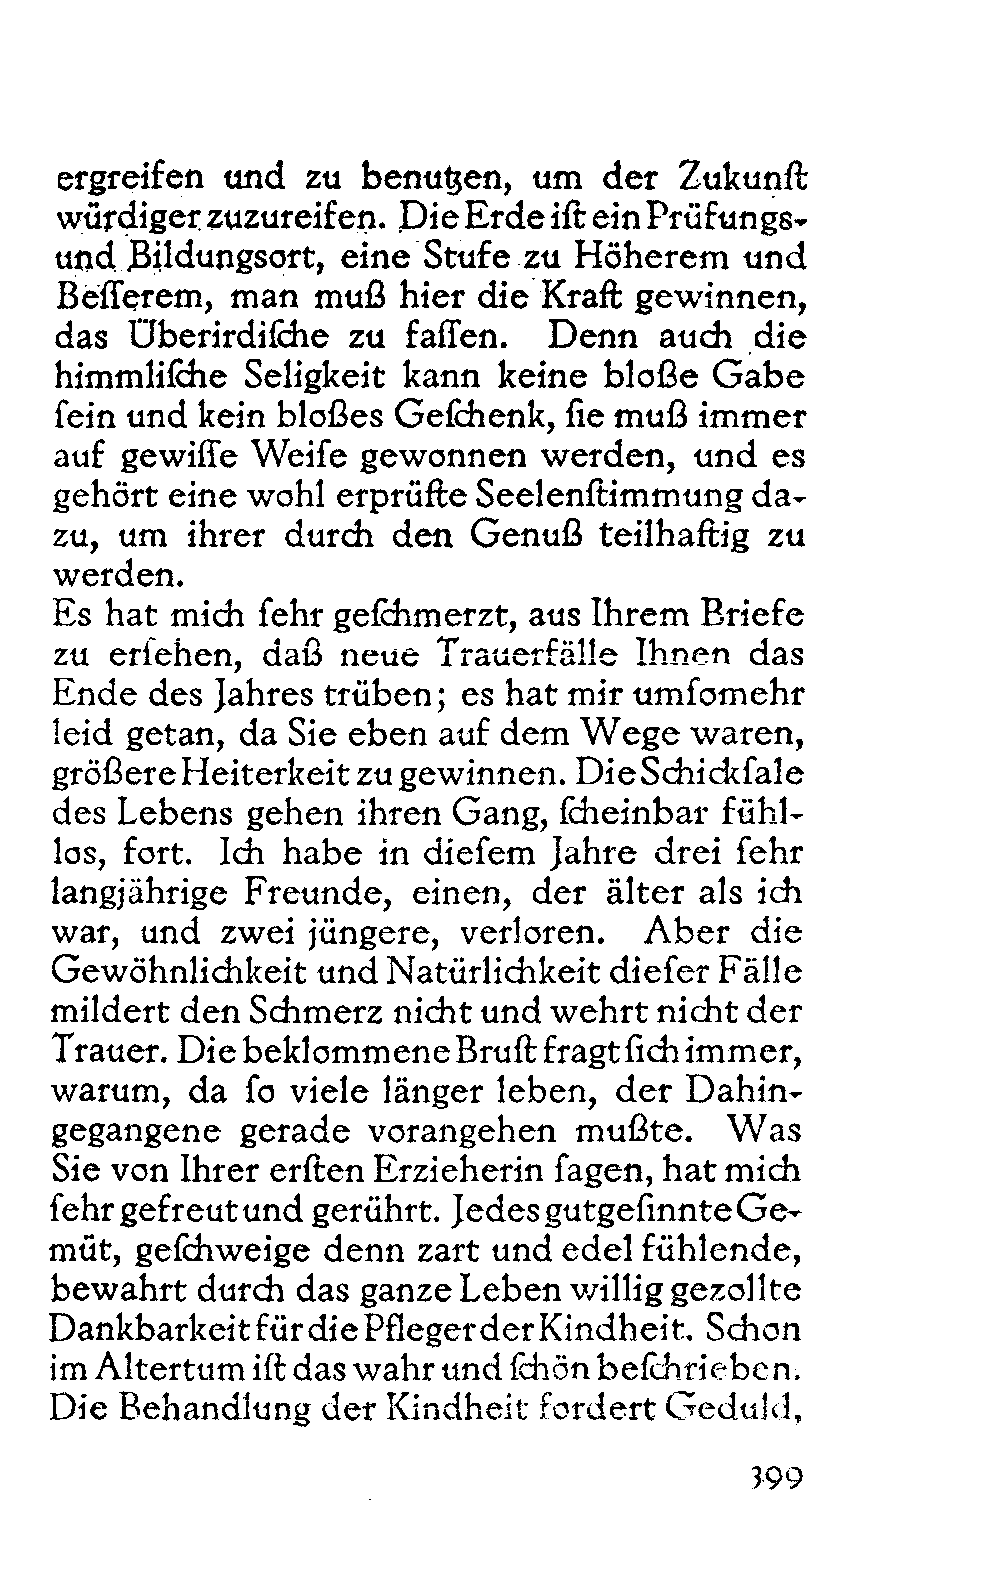 ergreifen und zu benutzen, um der Zukunft
würdiger zuzureifen. Die Erde iſt ein Prüfungs-
und Bildungsort, eine Stufe zu Höherem und
Beſſerem, man muß hier die Kraft gewinnen,
das Überirdiſche zu faſſen. Denn auch die
himmliſche Seligkeit kann keine bloße Gabe
ſein und kein bloßes Geſchenk, ſie muß immer
auf gewiſſe Weiſe gewonnen werden, und es
gehört eine wohl erprüfte Seelenſtimmung da-
zu, um ihrer durch den Genuß teilhaftig zu
werden.
Es hat mich ſehr geſchmerzt, aus Ihrem Briefe
zu erſehen, daß neue Trauerfälle Ihnen das
Ende des Jahres trüben; es hat mir umſomehr
leid getan, da Sie eben auf dem Wege waren,
größere Heiterkeit zu gewinnen. Die Schickſale
des Lebens gehen ihren Gang, ſcheinbar fühl-
los, fort. Ich habe in dieſem Jahre drei ſehr
langjährige Freunde, einen, der älter als ich
war, und zwei jüngere, verloren. Aber die
Gewöhnlichkeit und Natürlichkeit dieſer Fälle
mildert den Schmerz nicht und wehrt nicht der
Trauer. Die beklommene Bruſt fragt ſich immer,
warum, da ſo viele länger leben, der Dahin-
gegangene gerade vorangehen mußte. Was
Sie von Ihrer erſten Erzieherin ſagen, hat mich
ſehr gefreut und gerührt. Jedes gutgeſinnte Ge-
müt, geſchweige denn zart und edel fühlende,
bewahrt durch das ganze Leben willig gezollte
Dankbarkeit für die Pfleger der Kindheit. Schon
im Altertum iſt das wahr und ſchön beſchrieben.
Die Behandlung der Kindheit fordert Geduld,
399